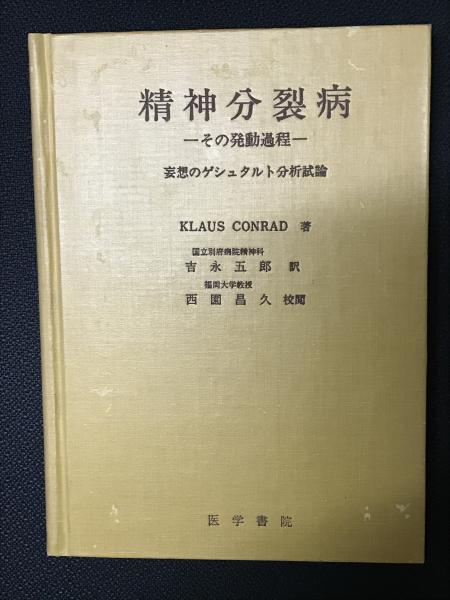 精神分裂病
―その発動過程―
妄想のゲシュタルト分析試論
KLAUS CONRAD 著
国立別府病院精神科
吉永五郎 訳
福岡大学教授
西園昌久 校閲
医学書院